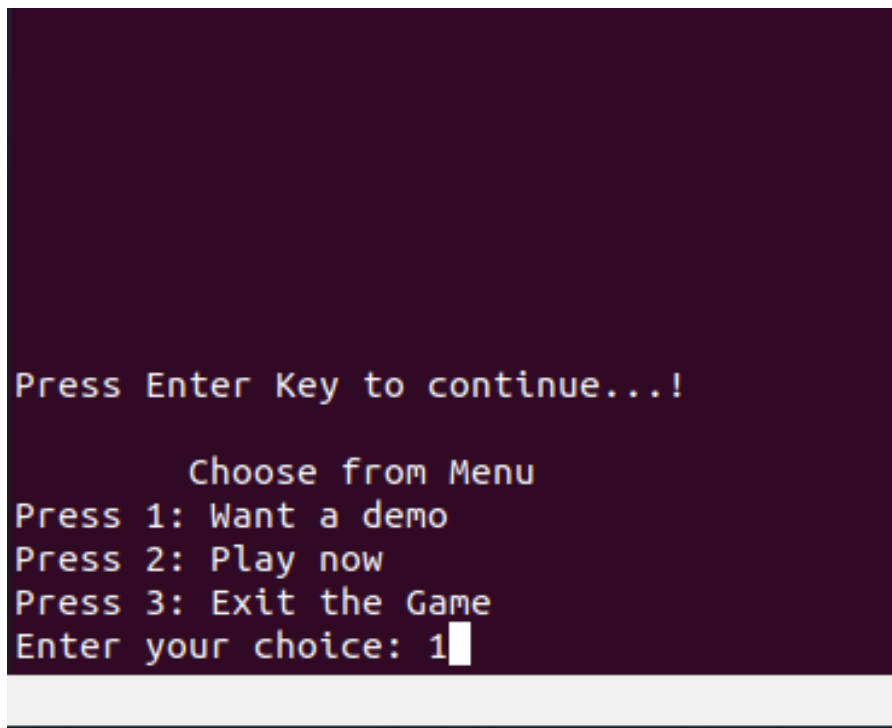 Press Enter Key to continue...!
Choose from Menu
Press 1: Want a demo
Press 2: Play now
Press 3: Exit the Game
Enter your choice: 1